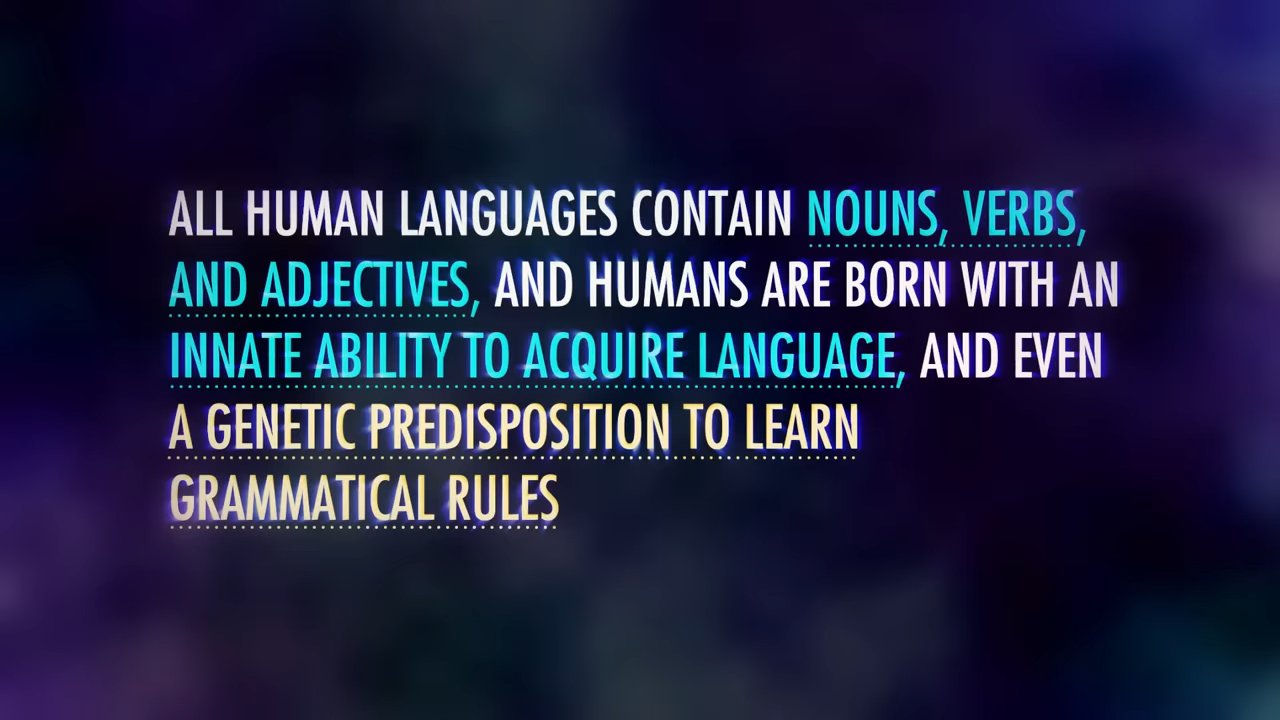 ALL HUMAN LANGUAGES CONTAIN NOUNS, VERBS,
AND ADJECTIVES, AND HUMANS ARE BORN WITH AN
INNATE ABILITY TO ACQUIRE LANGUAGE, AND EVEN
A GENETIC PREDISPOSITION TO LEARN
GRAMMATICAL RULES